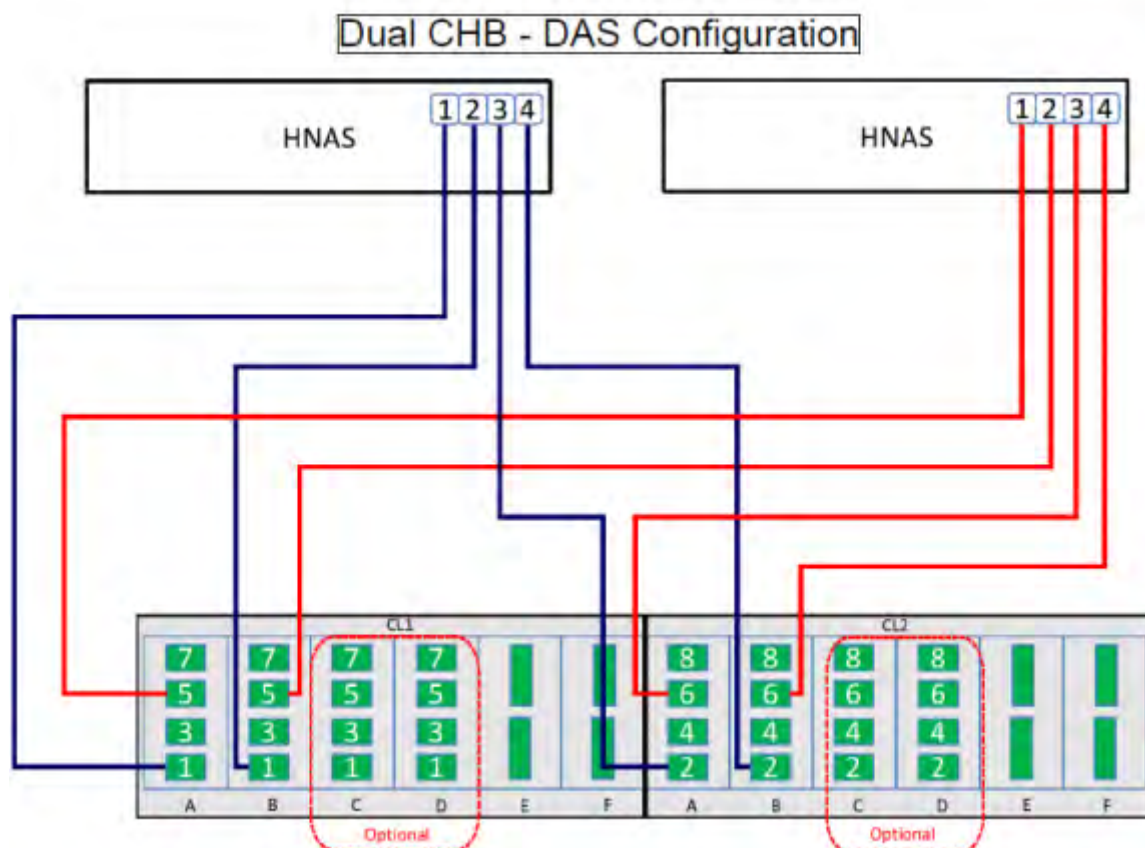 Dual CHB - DAS Configuration
1 2 3 4
HNAS
1 2 3 4
HNAS
CL1
CL2
7 7 7 7 8 8 8 8
5 5 5 5 6 6 6 6
3 3 3 3 4 4 4 4
1 1 1 1 2 2 2 2
A B C D E F A B C D E F
Optional
Optional